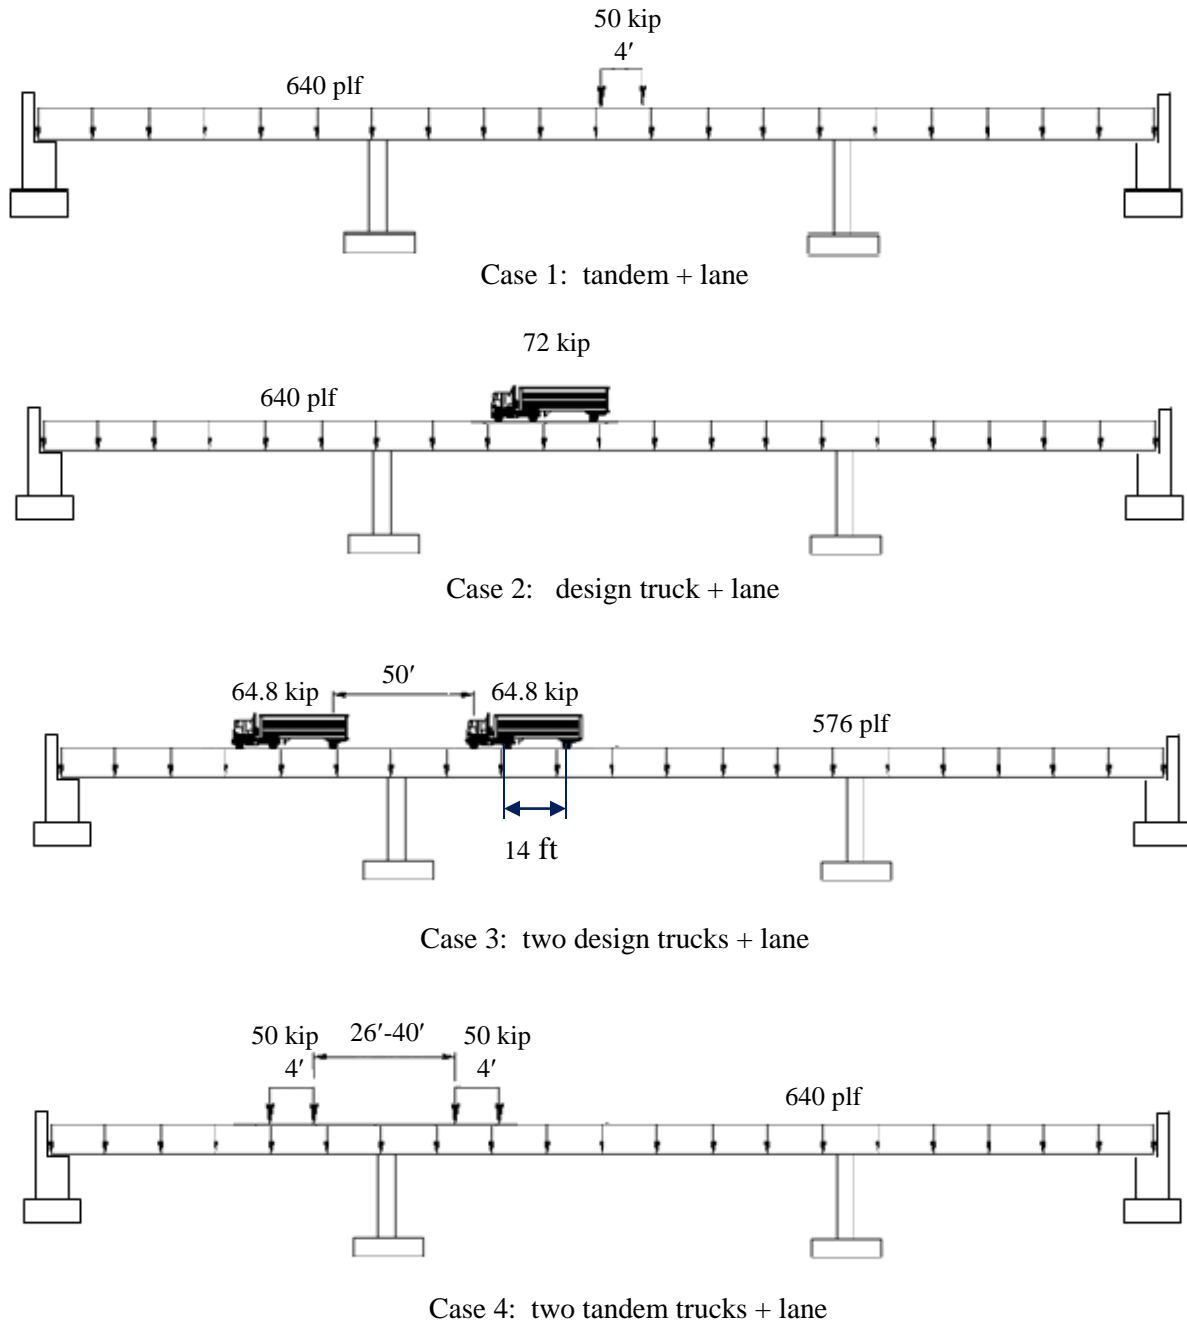 50 kip
4′
640 plf
Case 1:  tandem + lane
72 kip
640 plf
Case 2:   design truck + lane
50′
64.8 kip
64.8 kip
576 plf
14 ft
Case 3:  two design trucks + lane
50 kip
26′-40′
50 kip
4′
4′
640 plf
Case 4:  two tandem trucks + lane